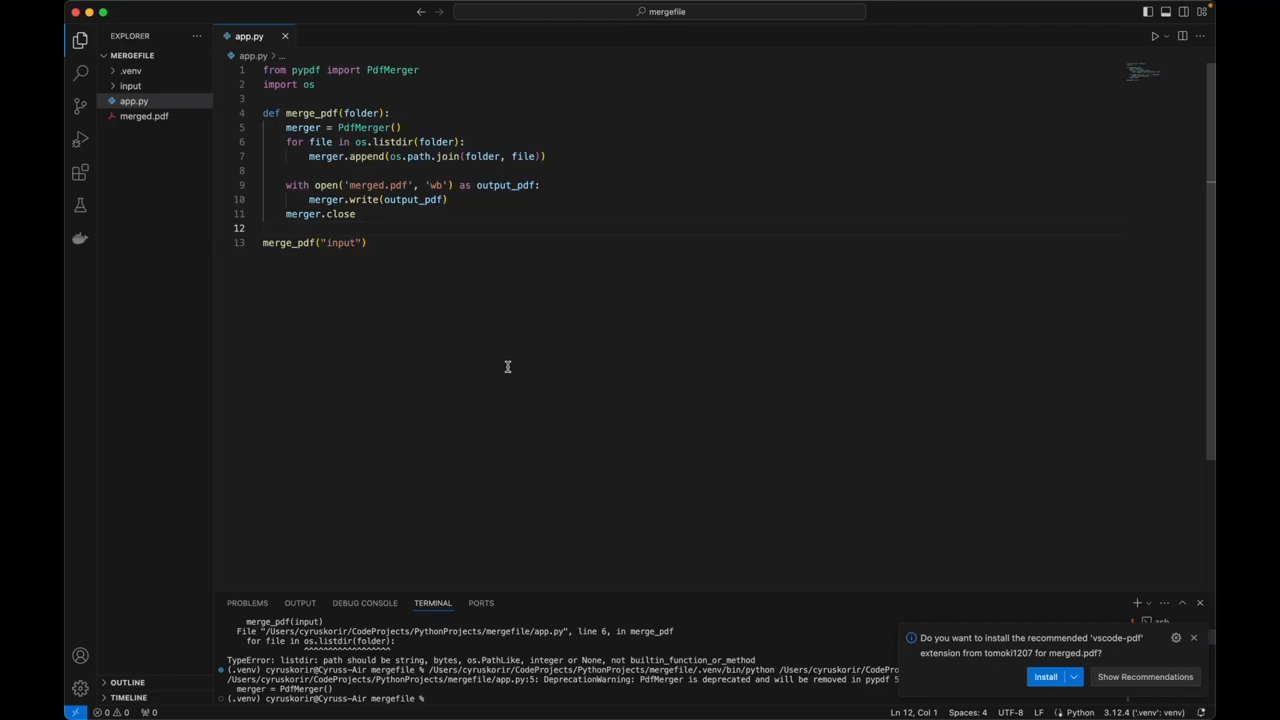 mergefile
EXPLORER
MERGEFILE
.venv
input
app.py
merged.pdf
OUTLINE
TIMELINE
app.py
app.py > ...
1 from pypdf import PdfMerger
2 import os
3
4 def merge_pdf(folder):
5 merger = PdfMerger()
6 for file in os.listdir(folder):
7 merger.append(os.path.join(folder, file))
8
9 with open('merged.pdf', 'wb') as output_pdf:
10 merger.write(output_pdf)
11 merger.close
12
13 merge_pdf("input")
PROBLEMS OUTPUT DEBUG CONSOLE TERMINAL PORTS
merge_pdf(input)
File "/Users/cyruskorir/CodeProjects/PythonProjects/mergefile/app.py", line 6, in merge_pdf
for file in os.listdir(folder):
^^^^^^^^^^^^^^^^^^
TypeError: listdir: path should be string, bytes, os.PathLike, integer or None, not builtin_function_or_method
(.venv) cyruskorir@Cyruss-Air mergefile % /Users/cyruskorir/CodeProjects/PythonProjects/mergefile/.venv/bin/python /Users/cyruskorir/CodeProj
/Users/cyruskorir/CodeProjects/PythonProjects/mergefile/app.py:5: DeprecationWarning: PdfMerger is deprecated and will be removed in pypdf 5
merger = PdfMerger()
(.venv) cyruskorir@Cyruss-Air mergefile %
Do you want to install the recommended 'vscode-pdf'
extension from tomoki1207 for merged.pdf?
Install Show Recommendations
0 0 0 Ln 12, Col 1 Spaces: 4 UTF-8 LF Python 3.12.4 ('.venv': venv)